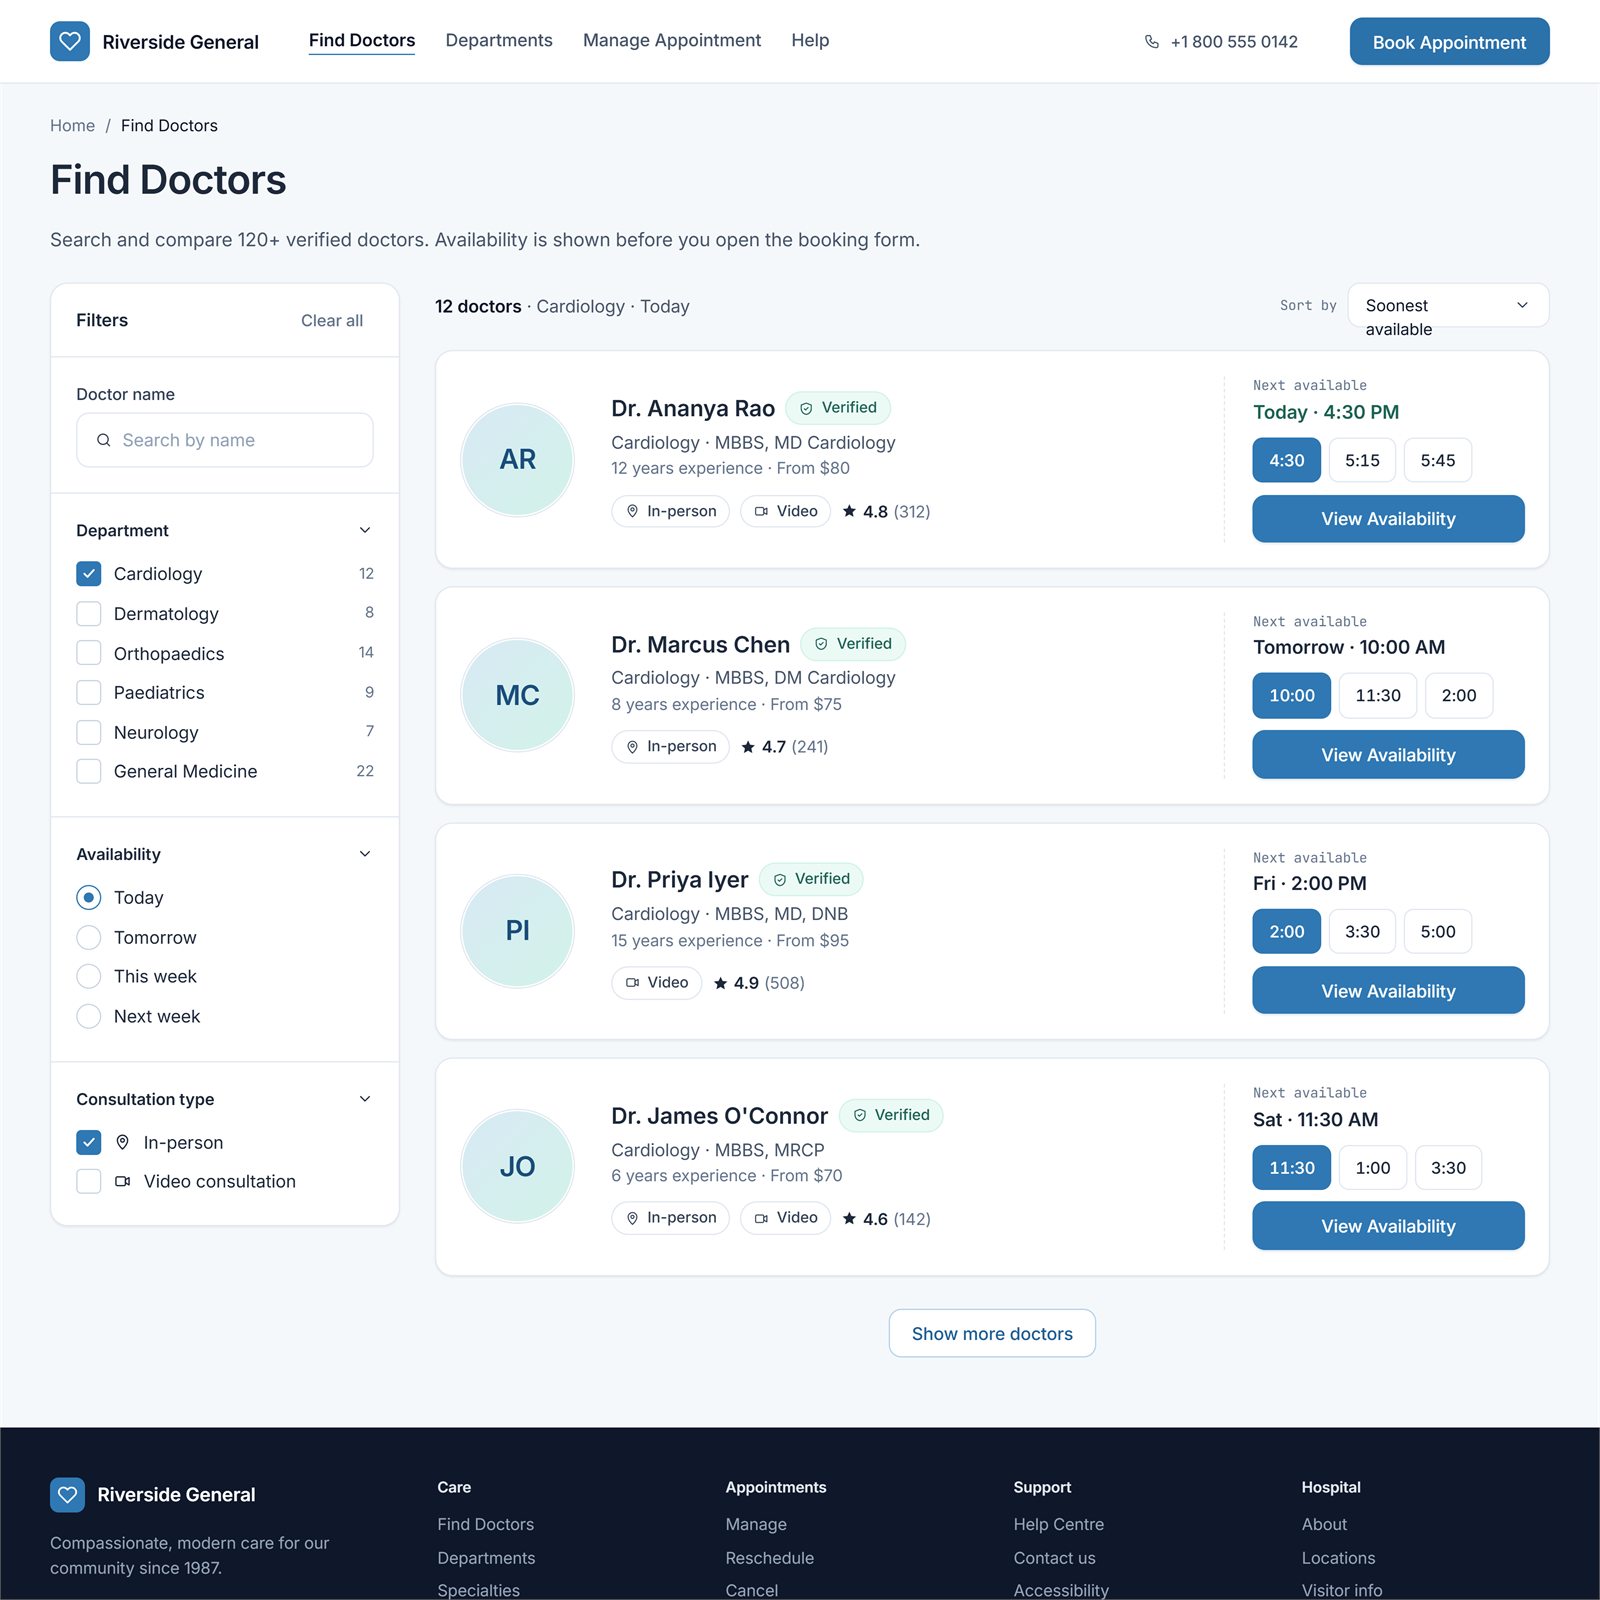 Riverside General
Find Doctors
Departments
Manage Appointment
Help
+1 800 555 0142
Book Appointment
Home / Find Doctors
Find Doctors
Search and compare 120+ verified doctors. Availability is shown before you open the booking form.
Filters
Clear all
Doctor name
Search by name
Department
Cardiology 12
Dermatology 8
Orthopaedics 14
Paediatrics 9
Neurology 7
General Medicine 22
Availability
Today
Tomorrow
This week
Next week
Consultation type
In-person
Video consultation
12 doctors · Cardiology · Today
Sort by
Soonest
available
AR
Dr. Ananya Rao Verified
Cardiology · MBBS, MD Cardiology
12 years experience · From $80
In-person Video ★ 4.8 (312)
Next available
Today · 4:30 PM
4:30 5:15 5:45
View Availability
MC
Dr. Marcus Chen Verified
Cardiology · MBBS, DM Cardiology
8 years experience · From $75
In-person ★ 4.7 (241)
Next available
Tomorrow · 10:00 AM
10:00 11:30 2:00
View Availability
PI
Dr. Priya Iyer Verified
Cardiology · MBBS, MD, DNB
15 years experience · From $95
Video ★ 4.9 (508)
Next available
Fri · 2:00 PM
2:00 3:30 5:00
View Availability
JO
Dr. James O'Connor Verified
Cardiology · MBBS, MRCP
6 years experience · From $70
In-person Video ★ 4.6 (142)
Next available
Sat · 11:30 AM
11:30 1:00 3:30
View Availability
Show more doctors
Riverside General
Compassionate, modern care for our
community since 1987.
Care
Find Doctors
Departments
Specialties
Appointments
Manage
Reschedule
Cancel
Support
Help Centre
Contact us
Accessibility
Hospital
About
Locations
Visitor info